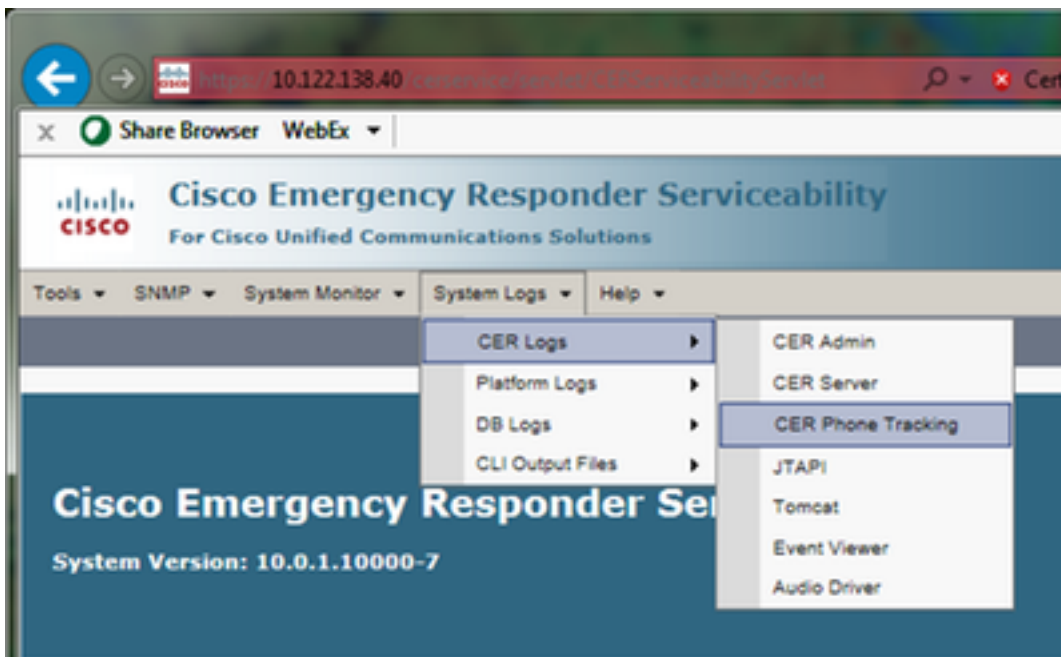 https://10.122.138.40/certservice/servlet/CERServiceabilityServlet Cert
x Share Browser WebEx
CISCO
Cisco Emergency Responder Serviceability
For Cisco Unified Communications Solutions
Tools SNMP System Monitor System Logs Help
CER Logs
Platform Logs
DB Logs
CLI Output Files
CER Admin
CER Server
CER Phone Tracking
JTAPI
Tomcat
Event Viewer
Audio Driver
Cisco Emergency Responder Ser
System Version: 10.0.1.10000-7